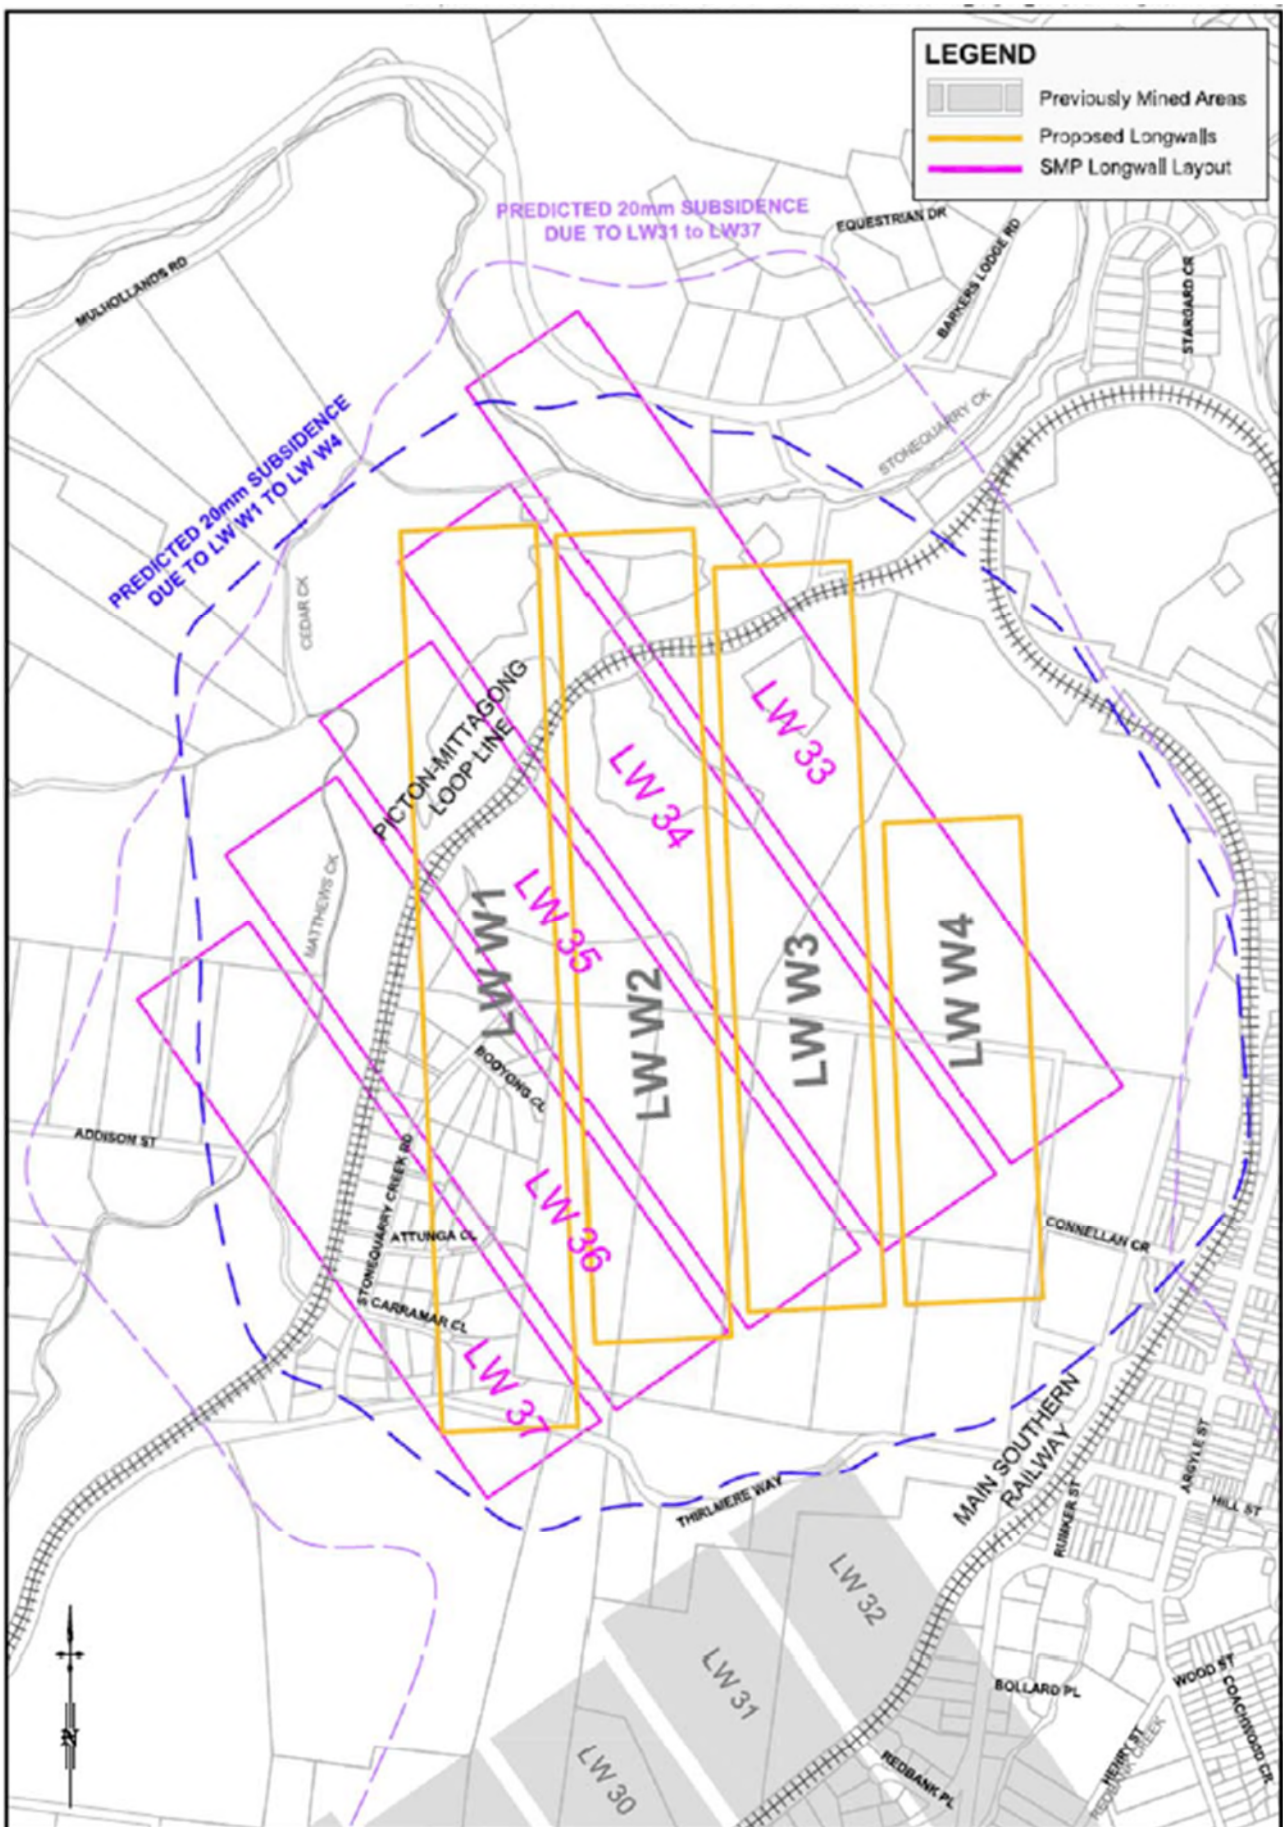 LEGEND
Previously Mined Areas
Proposed Longwalls
SMP Longwall Layout
PREDICTED 20mm SUBSIDENCE
DUE TO LW31 to LW37
EQUESTRIAN DR
BARKERS LODGE RD
STARGARD CR
MULHOLLANDS RD
STONEQUARRY CK
PREDICTED 20mm SUBSIDENCE
DUE TO LW W1 TO LW W4
CEDAR CK
PICTON-MITTAGONG
LOOP LINE
LW 33
LW 34
LW 35
MATTHEWS CK
LW W1
LW W2
LW W3
LW W4
BOOYONG CL
ADDISON ST
STONEQUARRY CREEK RD
ATTUNGA CL
LW 36
CONNELLAN CR
CARRAMAR CL
LW 37
MAIN SOUTHERN
RAILWAY
ARGYLE ST
THIRLMERE WAY
RUMKER ST
HILL ST
LW 32
LW 31
LW 30
BOLLARD PL
WOOD ST
COACHWOOD CR
HENRY ST
REDBANK CREEK
REDBANK PL
N